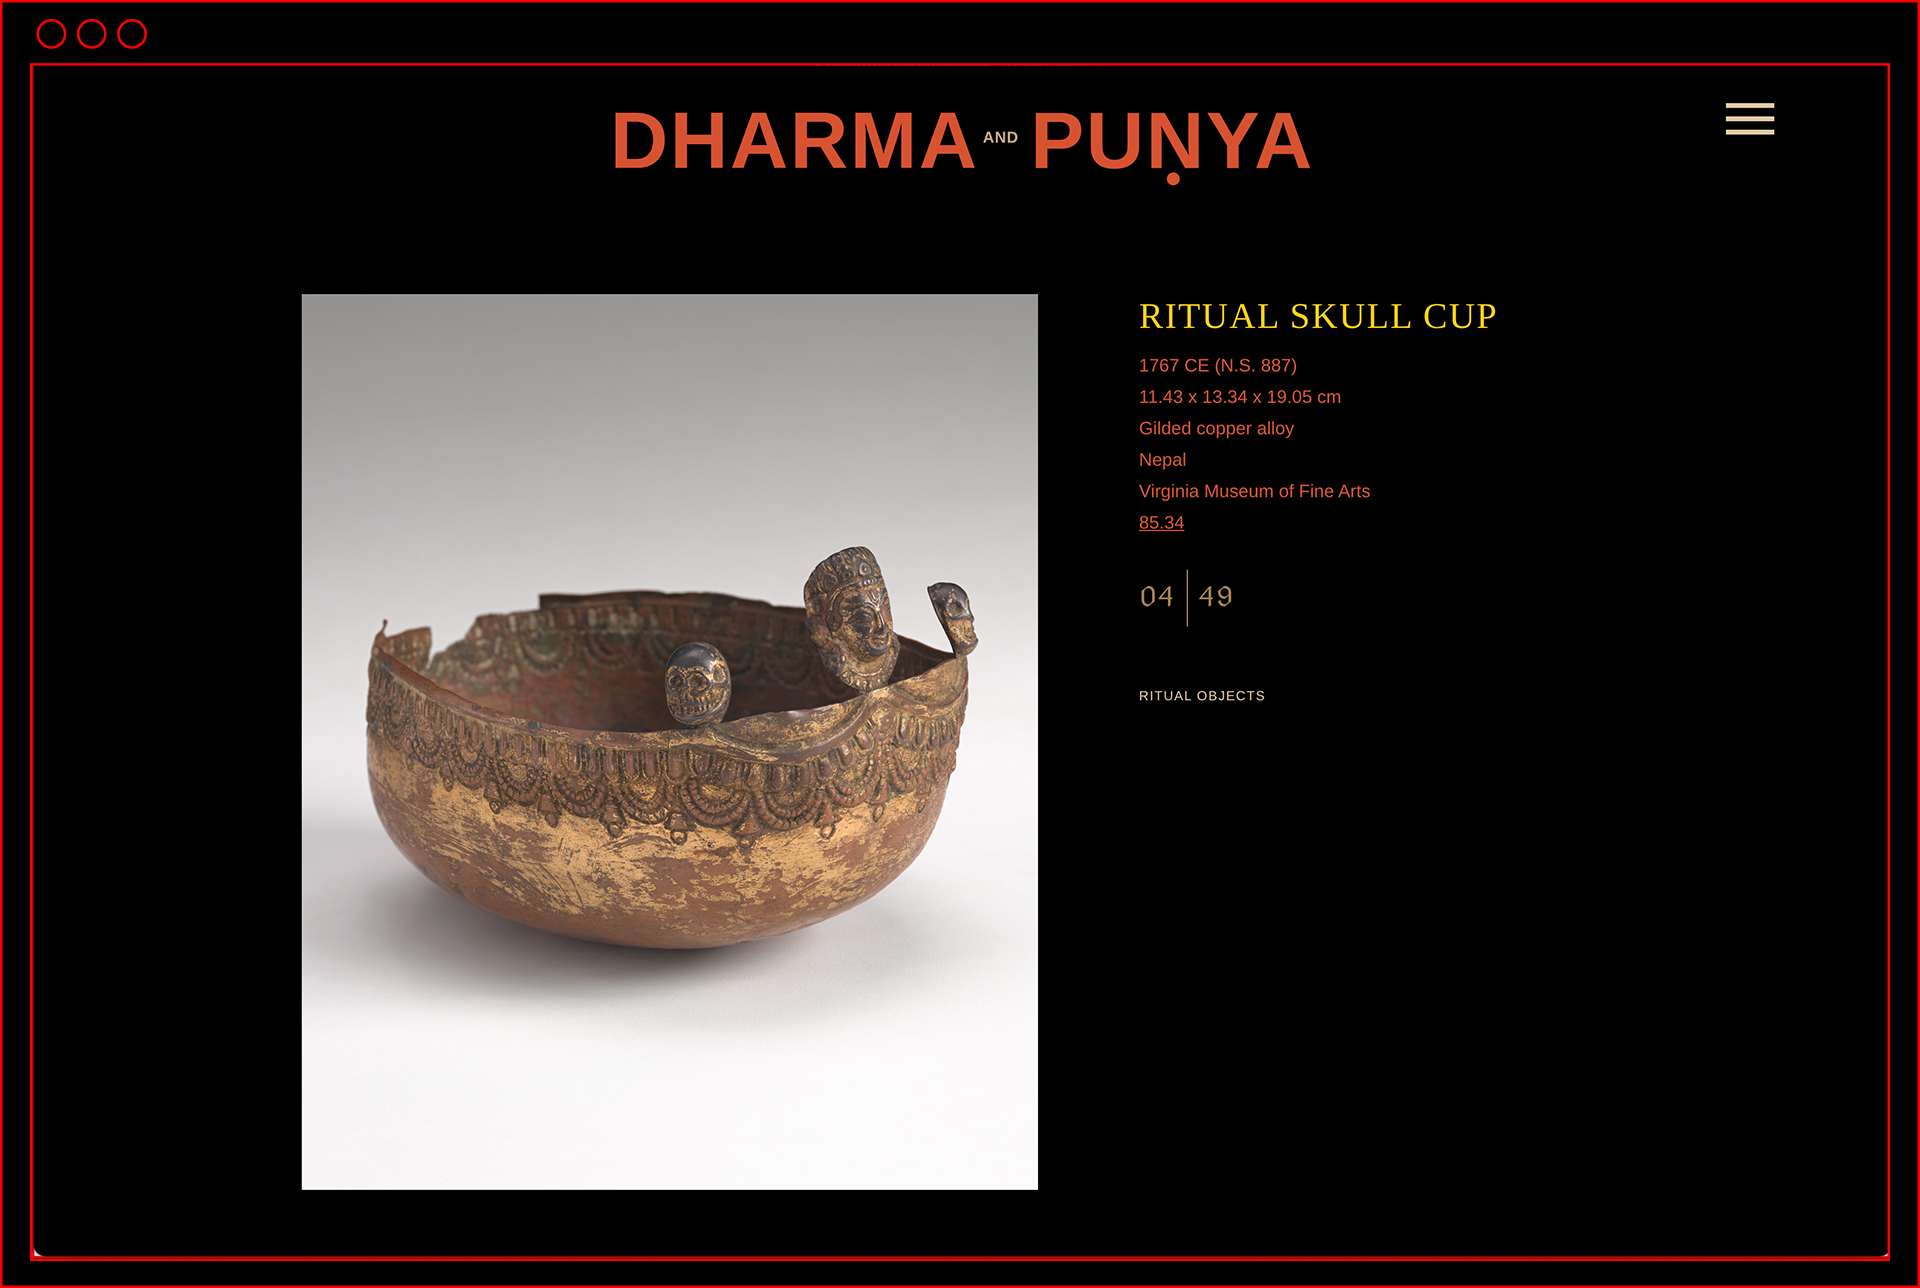 DHARMA AND PUṆYA
RITUAL SKULL CUP
1767 CE (N.S. 887)
11.43 x 13.34 x 19.05 cm
Gilded copper alloy
Nepal
Virginia Museum of Fine Arts
85.34
04 49
RITUAL OBJECTS